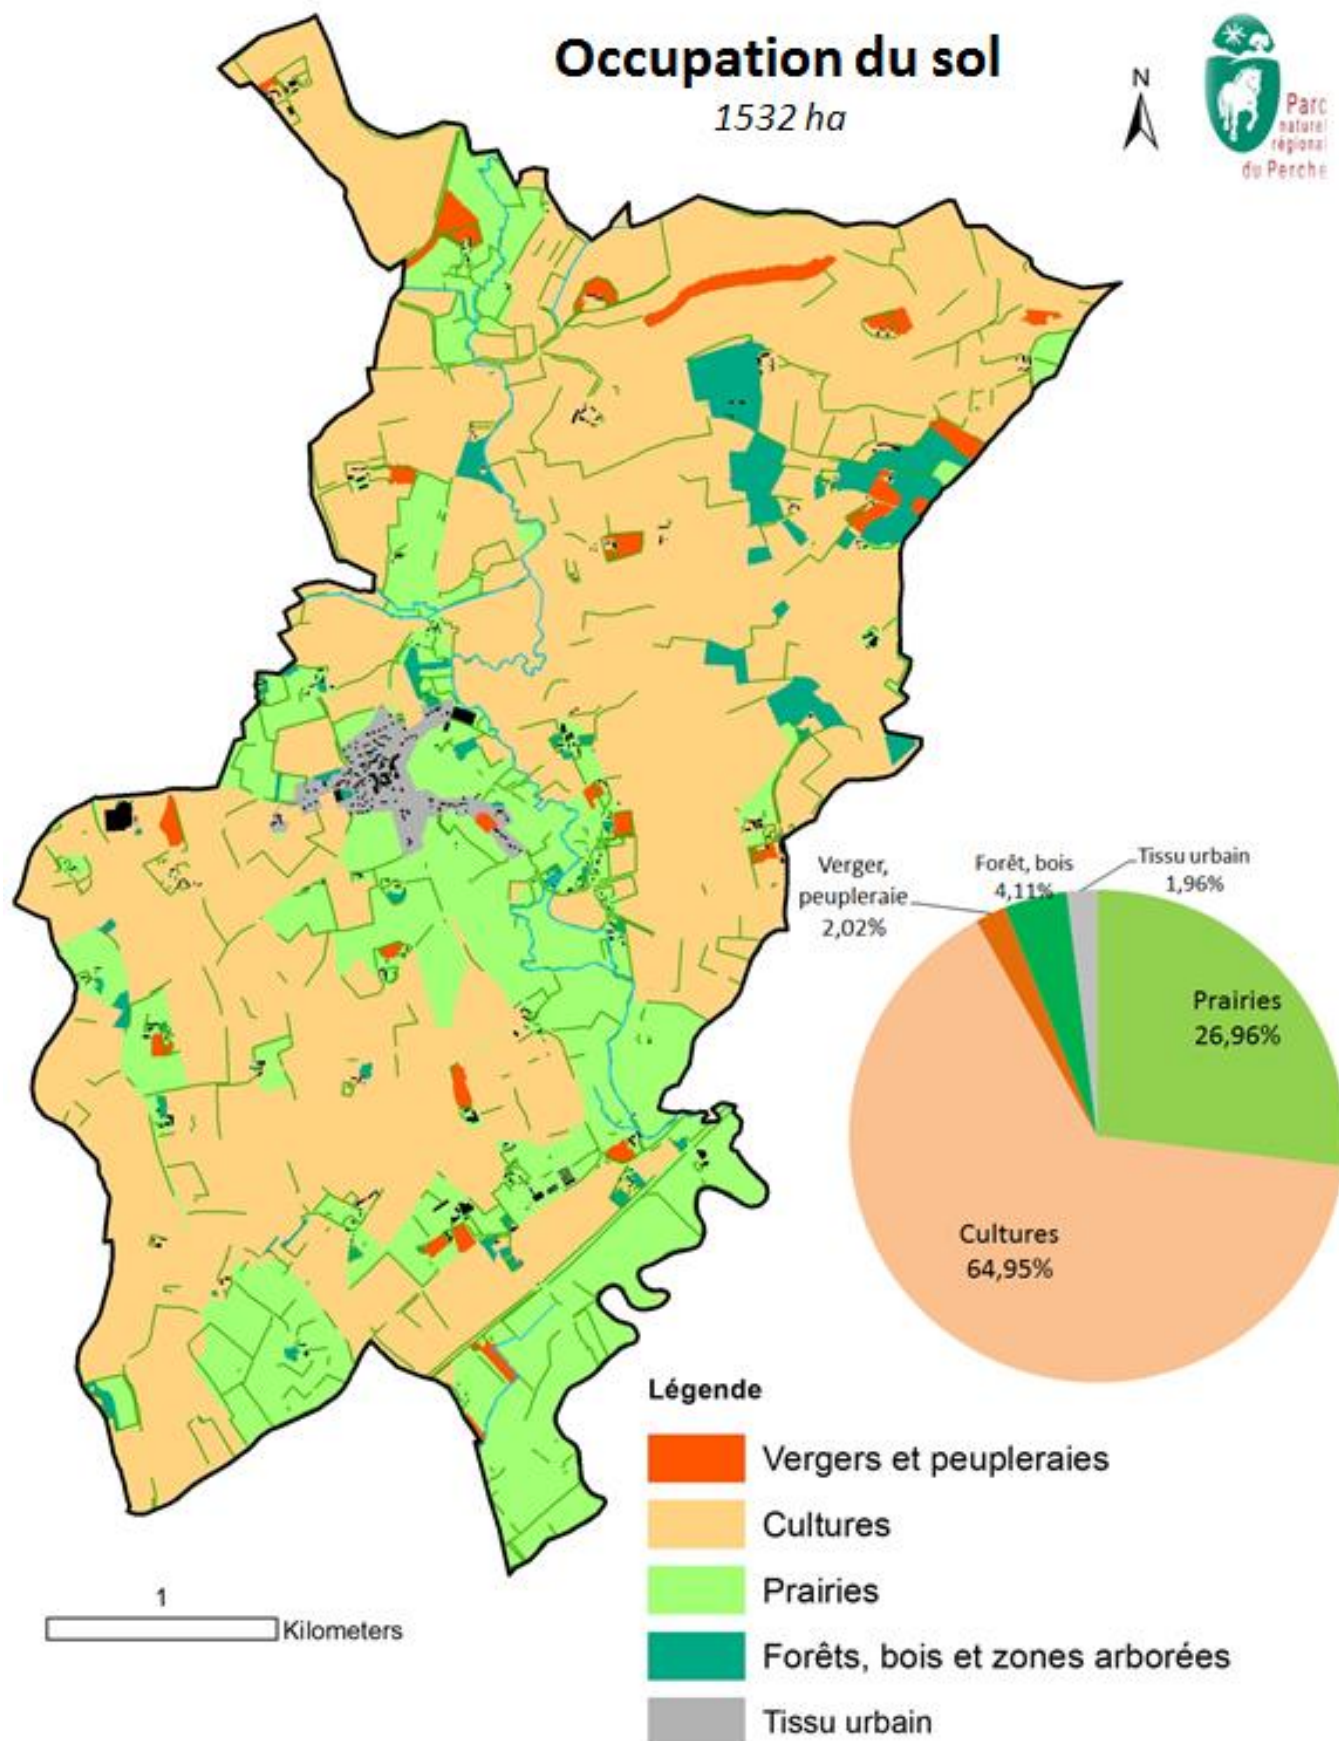 Occupation du sol
1532 ha
N
Parc
naturel
régional
du Perche
Verger,
peupleraie
2,02%
Forêt, bois
4,11%
Tissu urbain
1,96%
Prairies
26,96%
Cultures
64,95%
Légende
Vergers et peupleraies
Cultures
Prairies
Forêts, bois et zones arborées
Tissu urbain
1
Kilometers